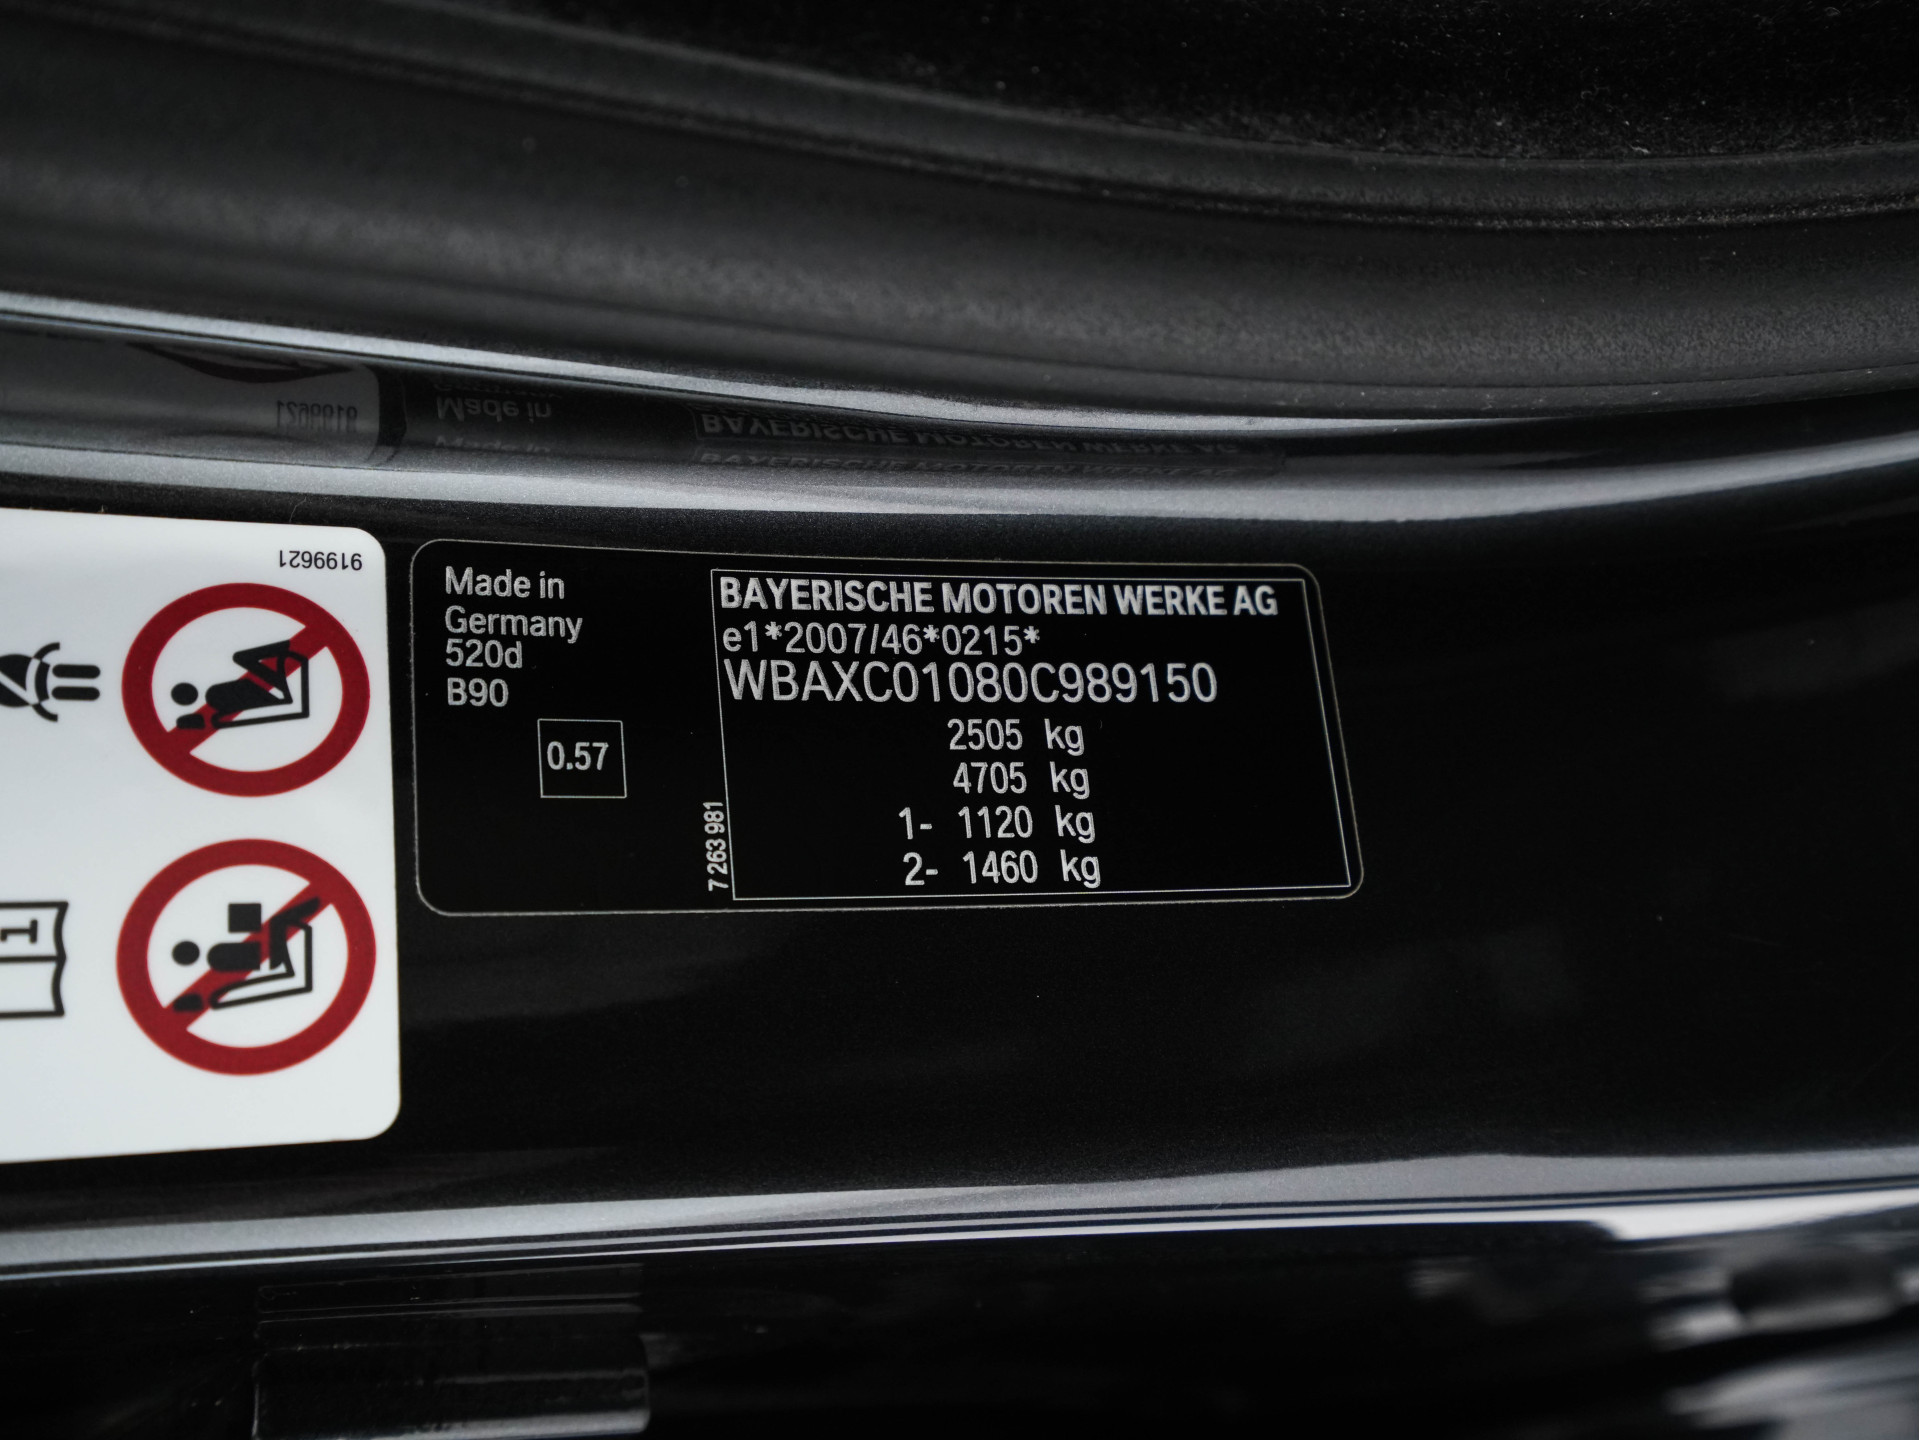 9199621
Made in
Germany
520d
B90
0.57
BAYERISCHE MOTOREN WERKE AG
e1*2007/46*0215*
WBAXC01080C989150
2505 kg
4705 kg
1- 1120 kg
2- 1460 kg
7 263 981
1